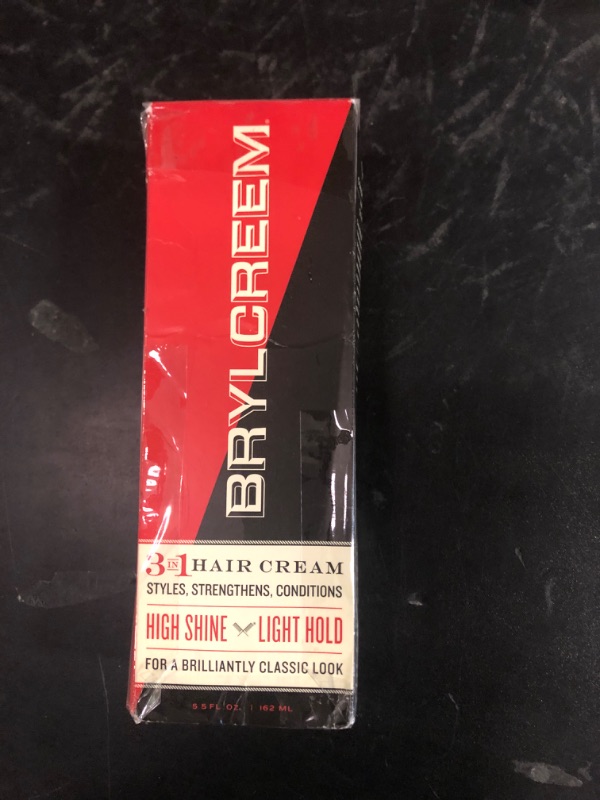 BRYLCREEM
3 IN 1 HAIR CREAM
STYLES, STRENGTHENS, CONDITIONS
HIGH SHINE LIGHT HOLD
FOR A BRILLIANTLY CLASSIC LOOK
5.5 FL OZ. | 162 ML